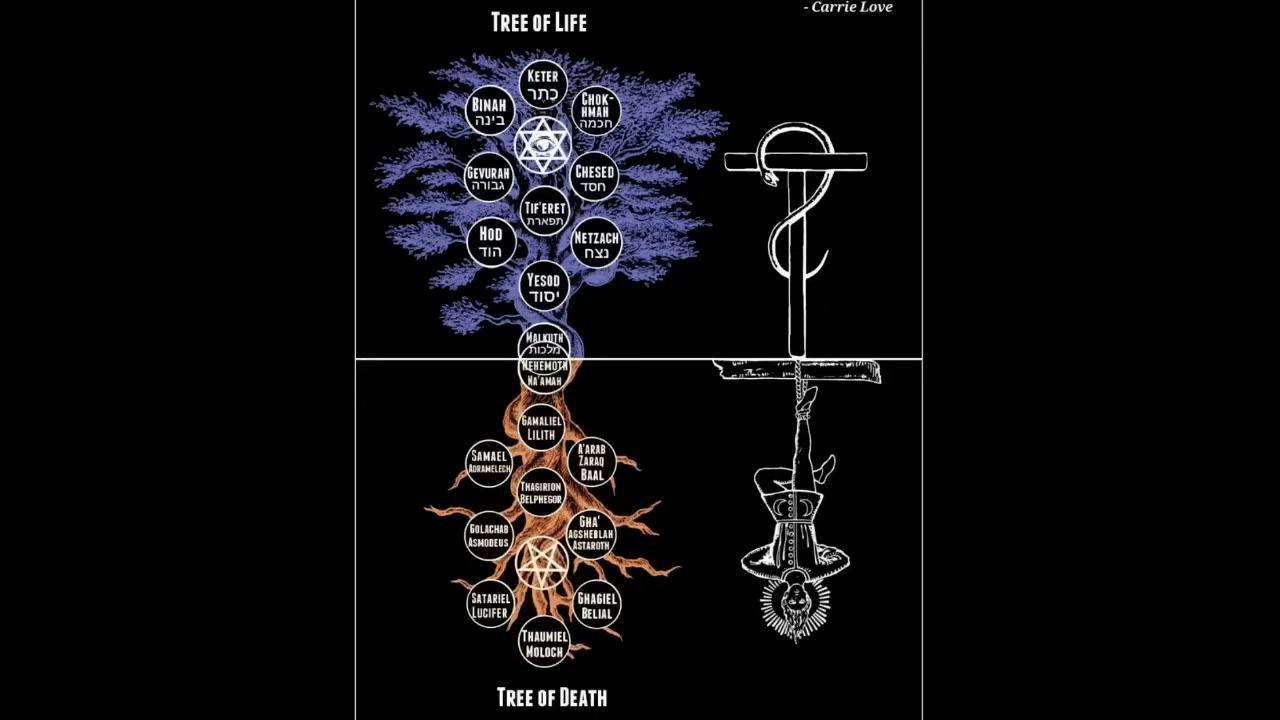 - Carrie Love
TREE OF LIFE
KETER
כֶּתֶר
BINAH
בינה
CHOK-
HMAH
חכמה
GEVURAH
גבורה
CHESED
חסד
TIF'ERET
תפארת
HOD
הוד
NETZACH
נצח
YESOD
יסוד
MALKUTH
מלכות
NEHEMOTH
NA'AMAH
GAMALIEL
LILITH
SAMAEL
ADRAMELECH
A'ARAB
ZARAQ
BAAL
THAGIRION
BELPHEGOR
GOLACHAB
ASMODEUS
GHA'
AGSHEBLAH
ASTAROTH
SATARIEL
LUCIFER
GHAGIEL
BELIAL
THAUMIEL
MOLOCH
TREE OF DEATH